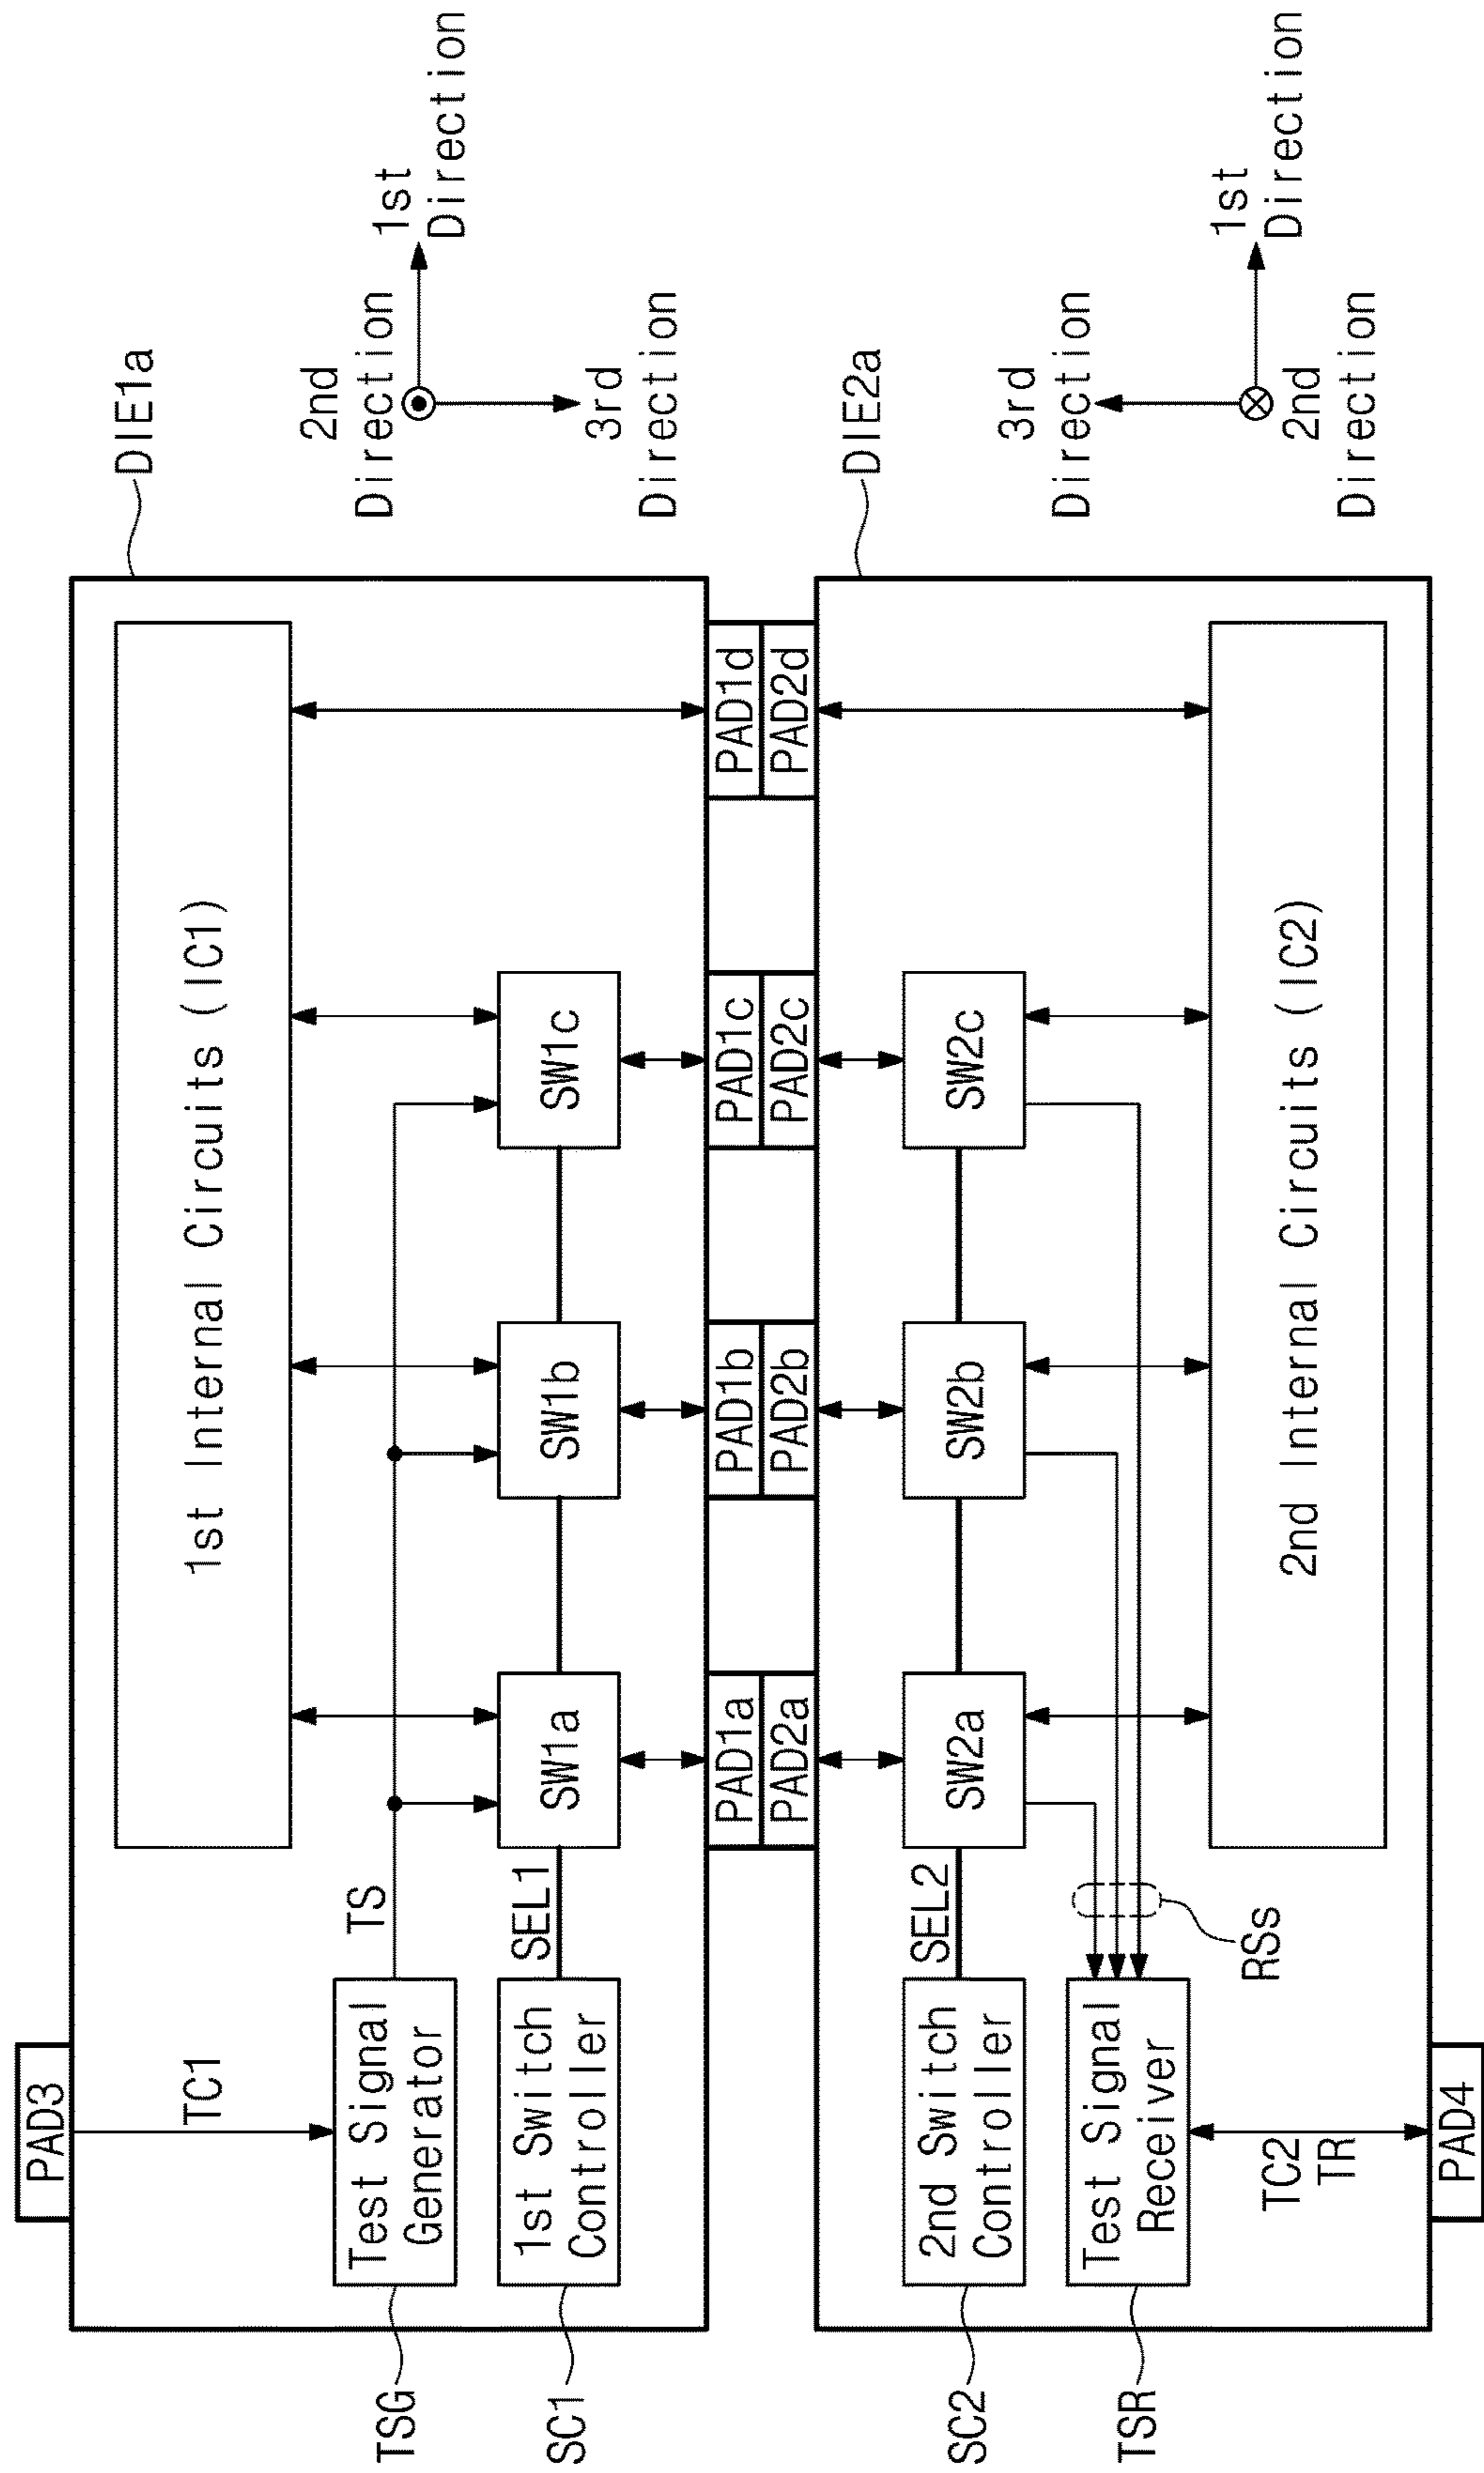 PAD3
TC1
DIE1a
1st Internal Circuits (IC1)
2nd
Direction
1st
Direction
3rd
Direction
TSG
Test Signal
Generator
TS
SC1
1st Switch
Controller
SEL1
SW1a
SW1b
SW1c
PAD1a
PAD1b
PAD1c
PAD1d
PAD2a
PAD2b
PAD2c
PAD2d
DIE2a
SC2
2nd Switch
Controller
SEL2
SW2a
SW2b
SW2c
3rd
Direction
1st
Direction
2nd
Direction
TSR
Test Signal
Receiver
RSs
2nd Internal Circuits (IC2)
TC2
TR
PAD4